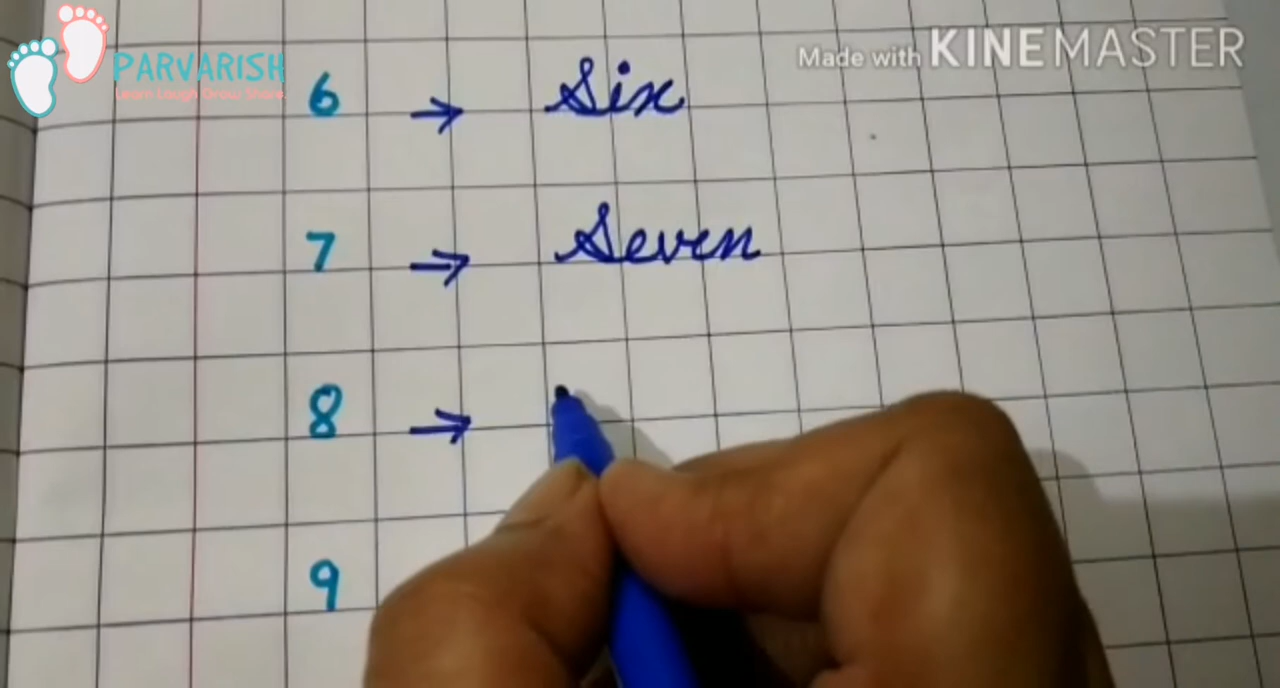 PARVARISH
Learn Laugh Grow Share.
Made with KINEMASTER
6 → Six
7 → Seven
8 →
9